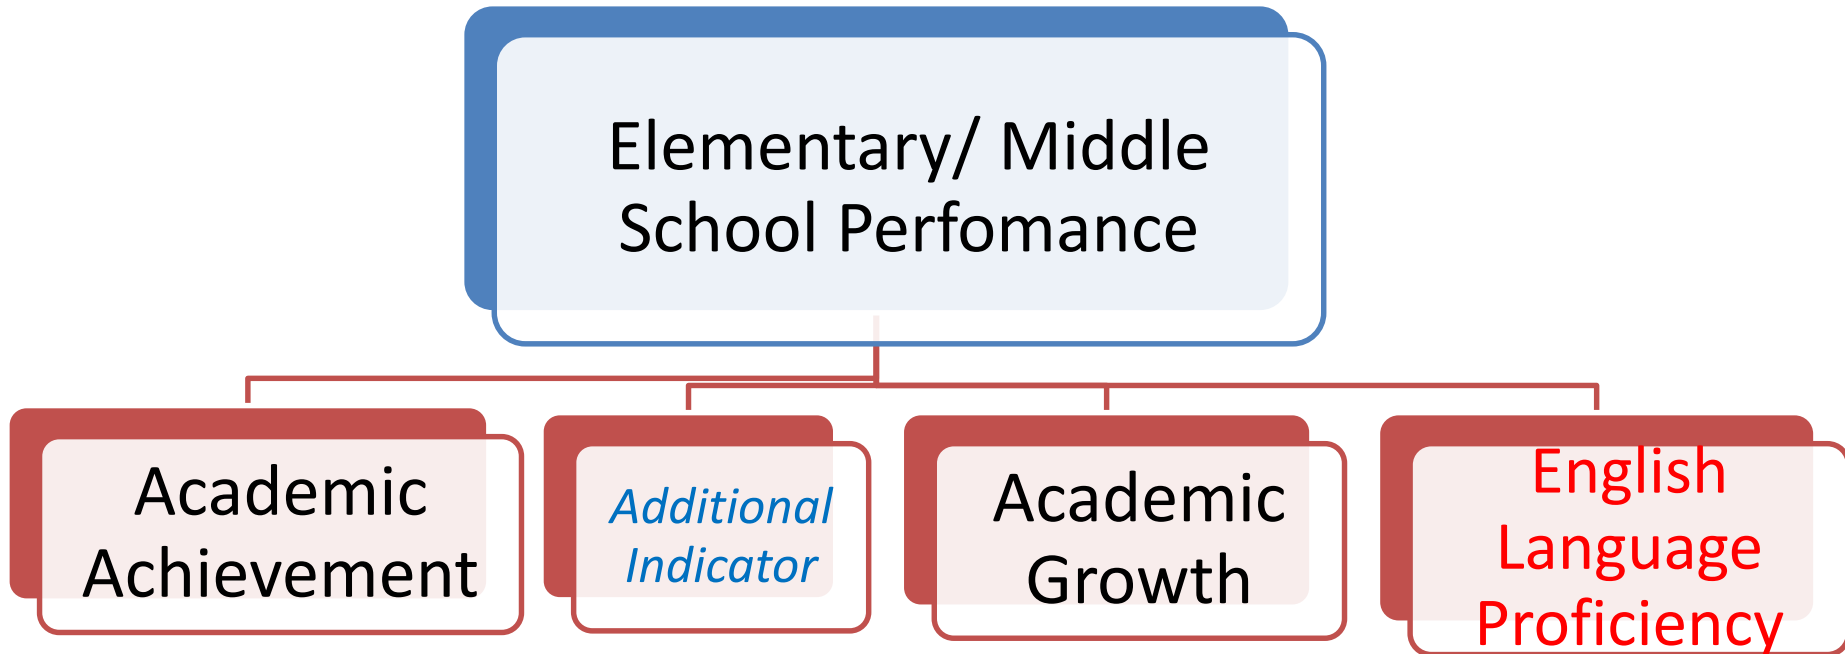 Elementary/ Middle
School Perfomance
Academic
Achievement
Additional
Indicator
Academic
Growth
English
Language
Proficiency